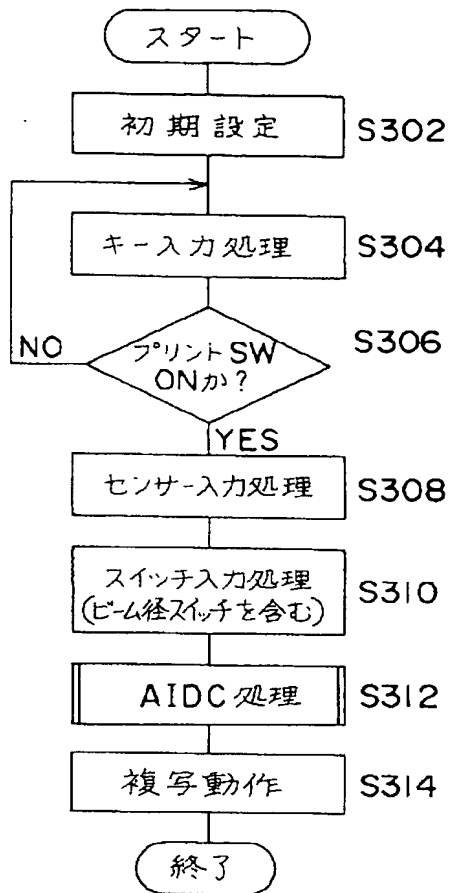 スタート
初期設定
S302
キー入力処理
S304
プリントSW
ONか?
S306
NO
YES
センサー入力処理
S308
スイッチ入力処理
(ビーム径スイッチを含む)
S310
AIDC処理
S312
複写動作
S314
終了